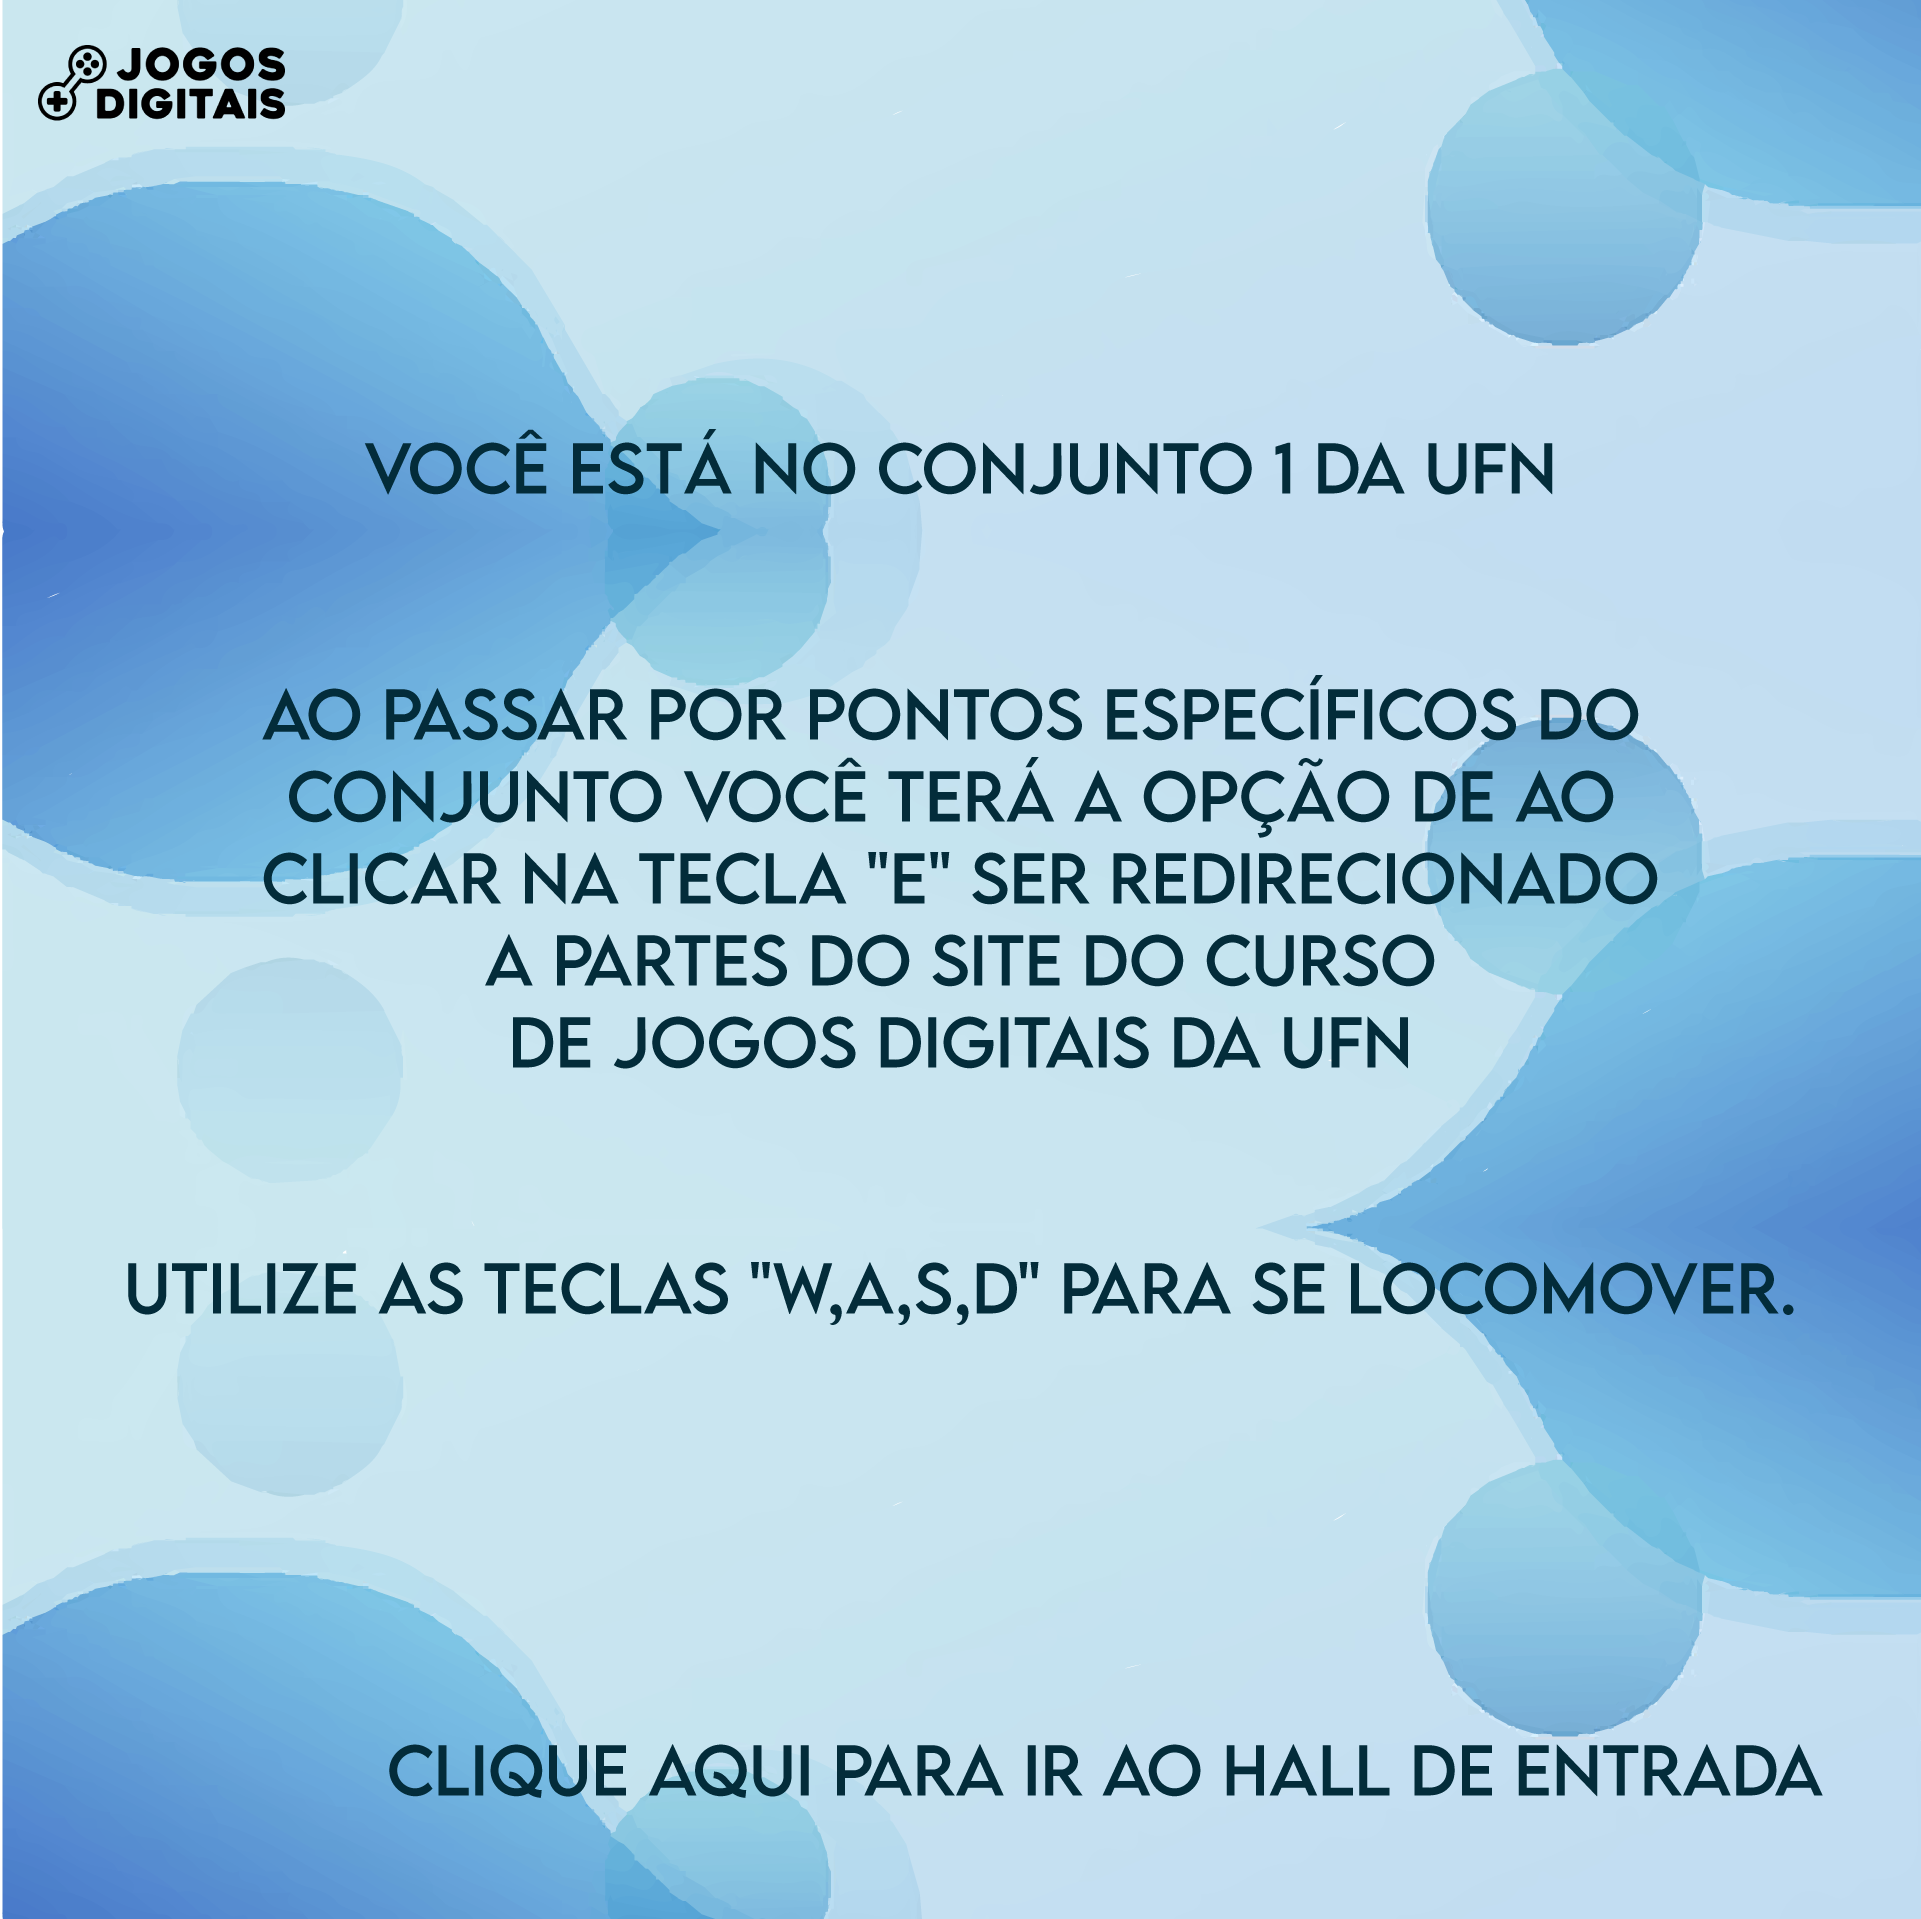 JOGOS
DIGITAIS
VOCÊ ESTÁ NO CONJUNTO 1 DA UFN
AO PASSAR POR PONTOS ESPECÍFICOS DO
CONJUNTO VOCÊ TERÁ A OPÇÃO DE AO
CLICAR NA TECLA "E" SER REDIRECIONADO
A PARTES DO SITE DO CURSO
DE JOGOS DIGITAIS DA UFN
UTILIZE AS TECLAS "W,A,S,D" PARA SE LOCOMOVER.
CLIQUE AQUI PARA IR AO HALL DE ENTRADA